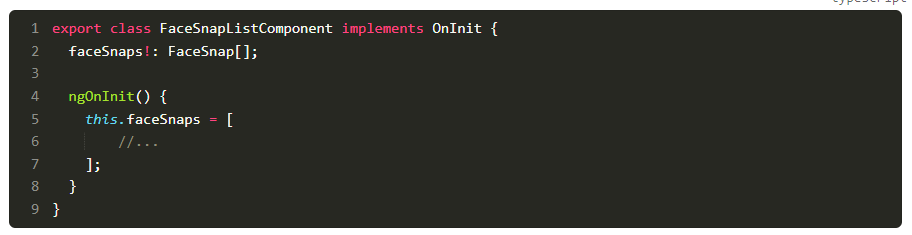 typescript
1 export class FaceSnapListComponent implements OnInit {
2   faceSnaps!: FaceSnap[];
3
4   ngOnInit() {
5     this.faceSnaps = [
6         //...
7     ];
8   }
9 }